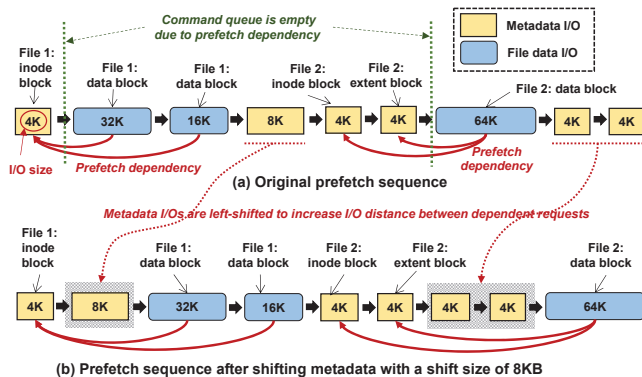 Command queue is empty
due to prefetch dependency
Metadata I/O
File data I/O
File 1:
inode
block
File 1:
data block
File 1:
data block
File 2:
inode block
File 2:
extent block
File 2: data block
4K
32K
16K
8K
4K
4K
64K
4K
4K
I/O size
Prefetch dependency
Prefetch
dependency
(a) Original prefetch sequence
Metadata I/Os are left-shifted to increase I/O distance between dependent requests
File 1:
inode
block
File 1:
data block
File 1:
data block
File 2:
inode block
File 2:
extent block
File 2:
data block
4K
8K
32K
16K
4K
4K
4K
4K
64K
(b) Prefetch sequence after shifting metadata with a shift size of 8KB